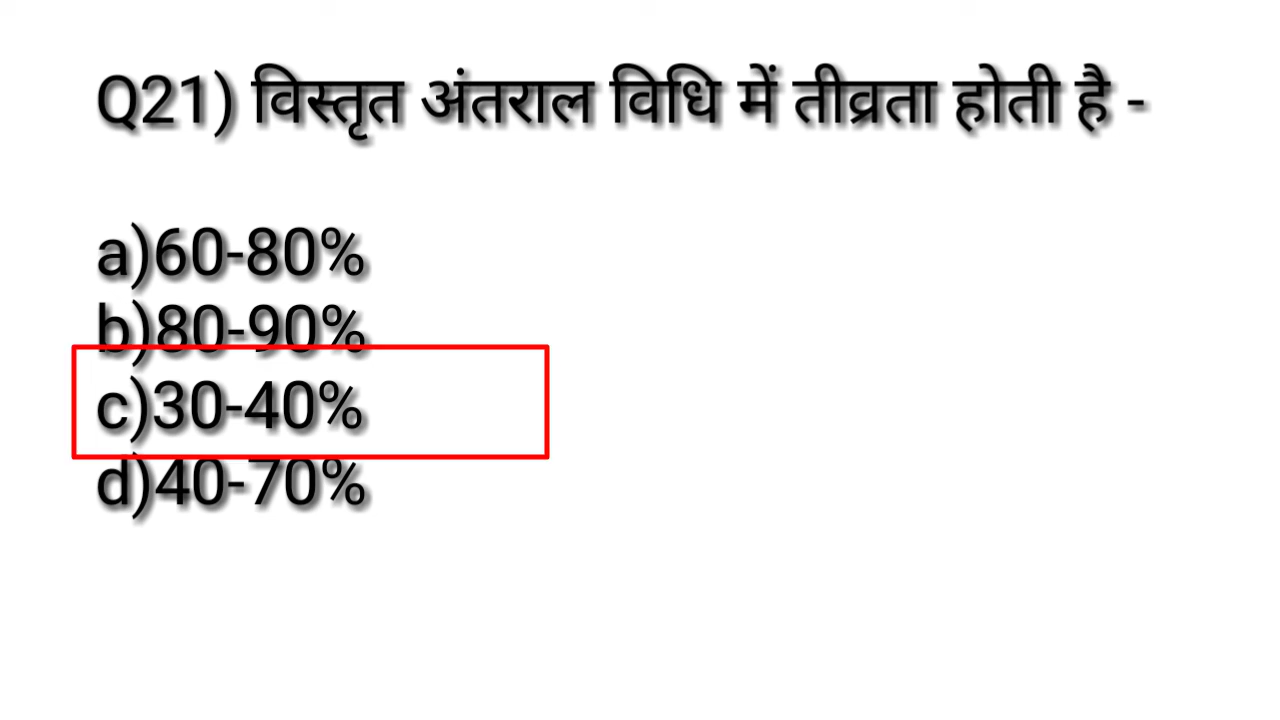 Q21) विस्तृत अंतराल विधि में तीव्रता होती है -
a)60-80%
b)80-90%
c)30-40%
d)40-70%